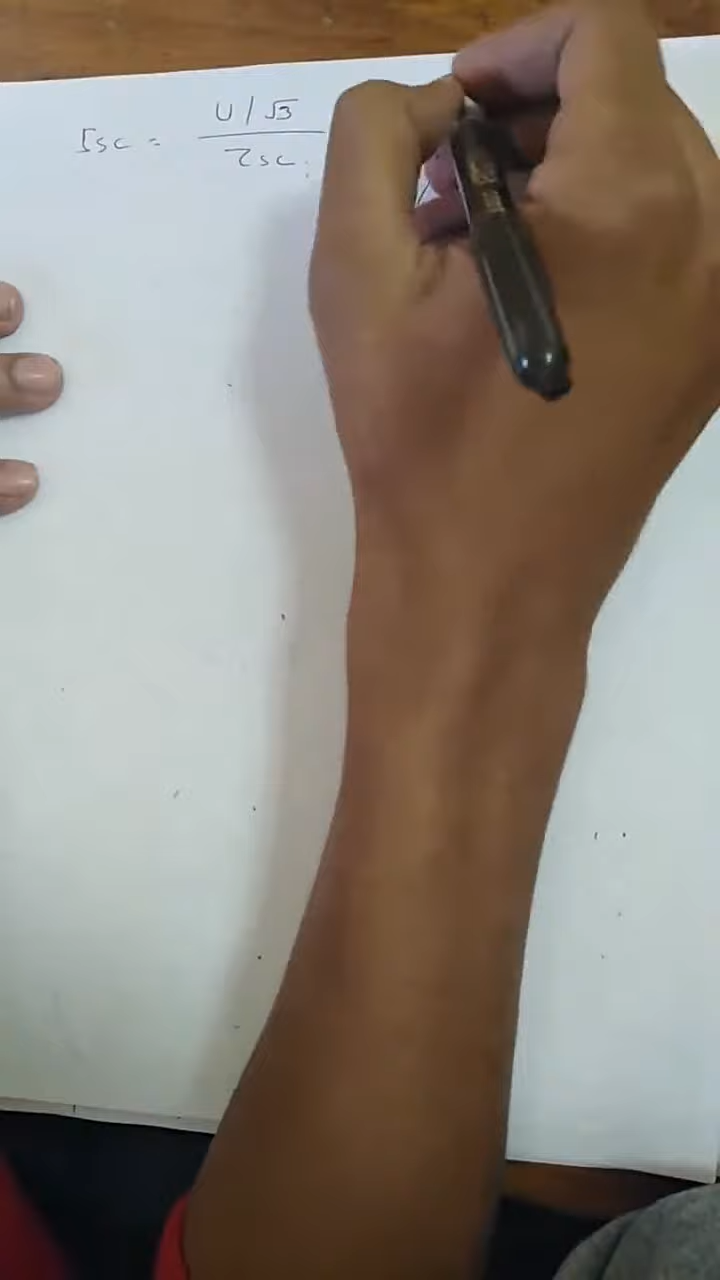 Isc = U / √3
Zsc